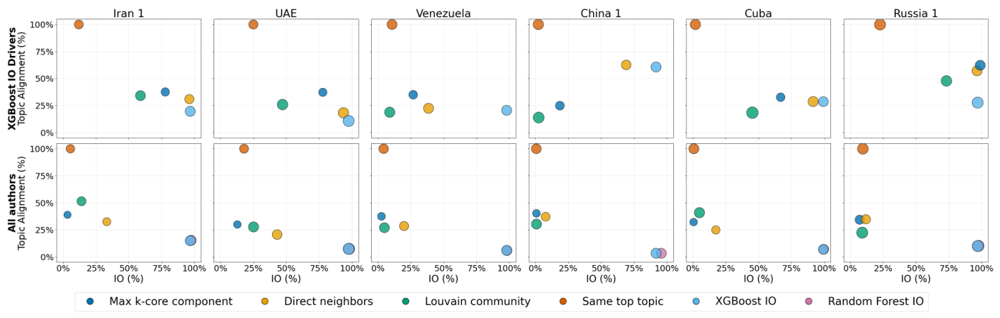 Iran 1 UAE Venezuela China 1 Cuba Russia 1
XGBoost IO Drivers
Topic Alignment (%)
100%
75%
50%
25%
0%
All authors
Topic Alignment (%)
100%
75%
50%
25%
0%
0% 25% 50% 75% 100% 0% 25% 50% 75% 100% 0% 25% 50% 75% 100% 0% 25% 50% 75% 100% 0% 25% 50% 75% 100% 0% 25% 50% 75% 100%
IO (%) IO (%) IO (%) IO (%) IO (%) IO (%)
Max k-core component Direct neighbors Louvain community Same top topic XGBoost IO Random Forest IO